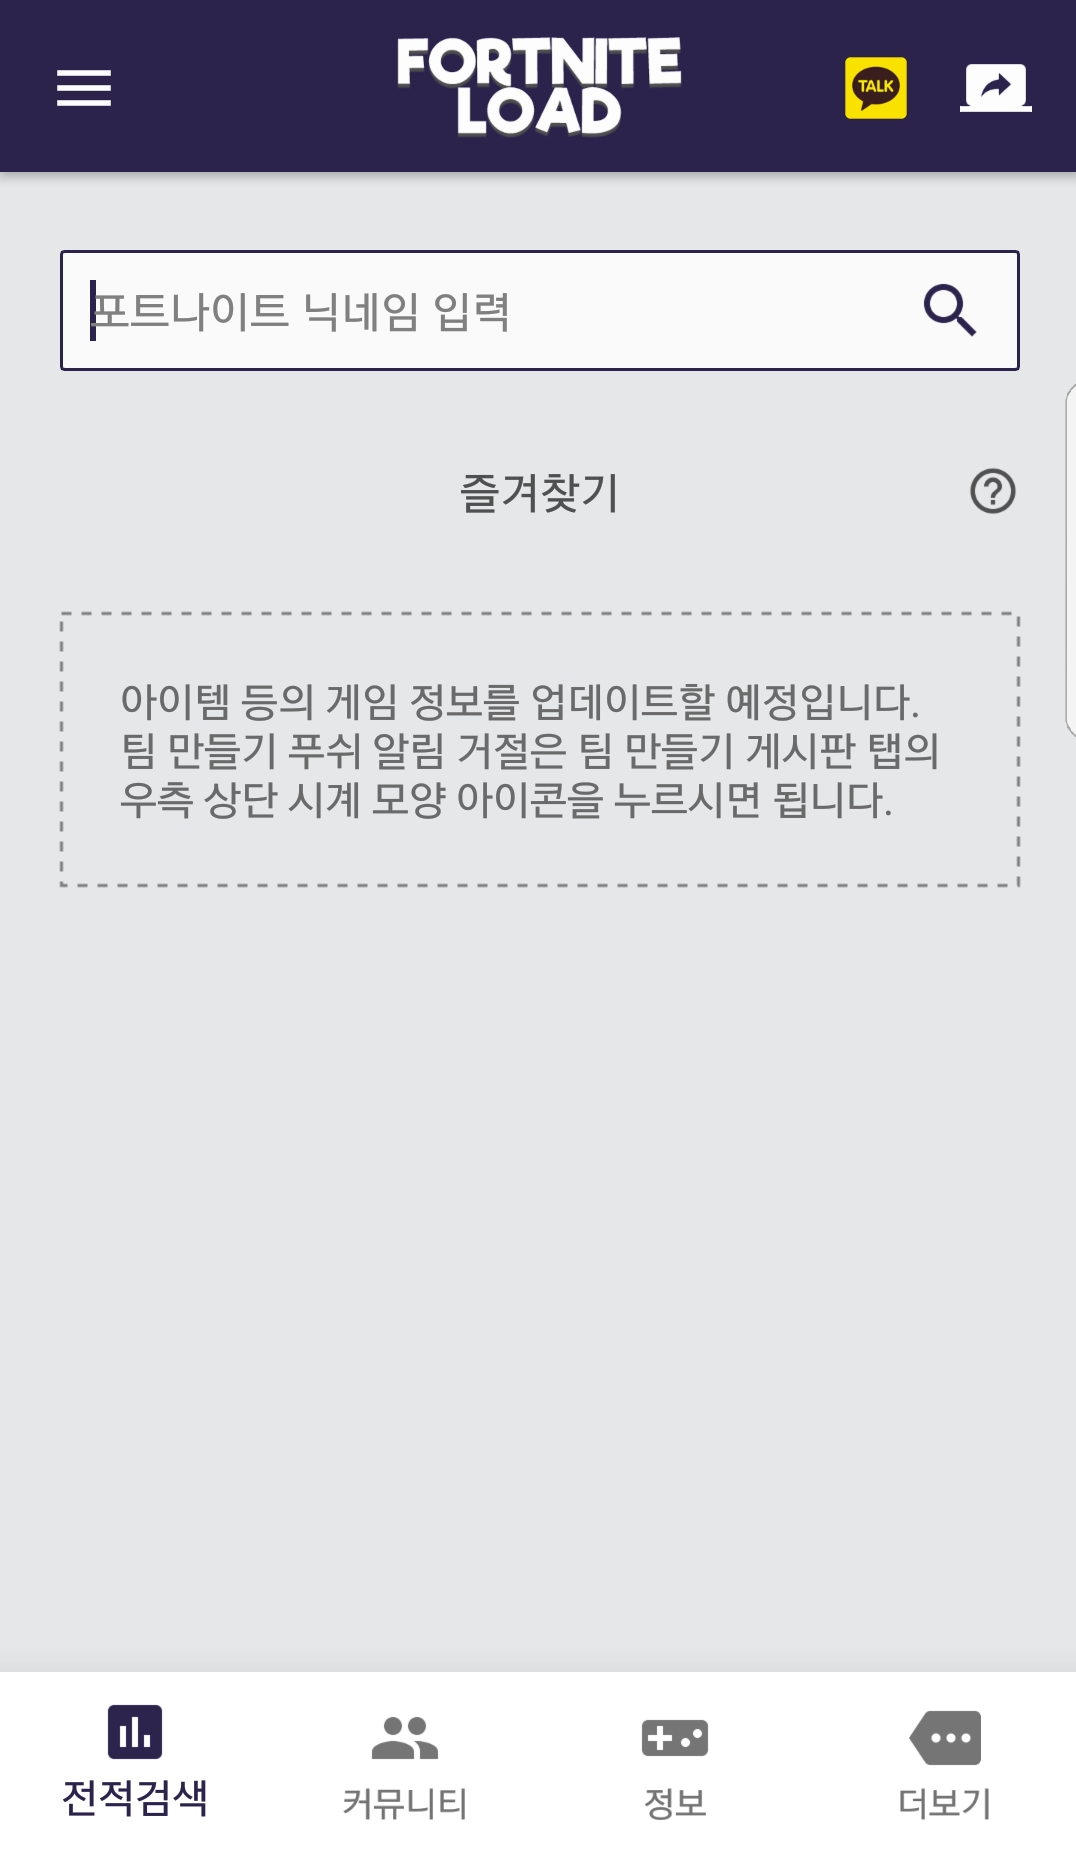 FORTNITE
LOAD
TALK
포트나이트 닉네임 입력
즐겨찾기
아이템 등의 게임 정보를 업데이트할 예정입니다.
팀 만들기 푸쉬 알림 거절은 팀 만들기 게시판 탭의
우측 상단 시계 모양 아이콘을 누르시면 됩니다.
전적검색
커뮤니티
정보
더보기